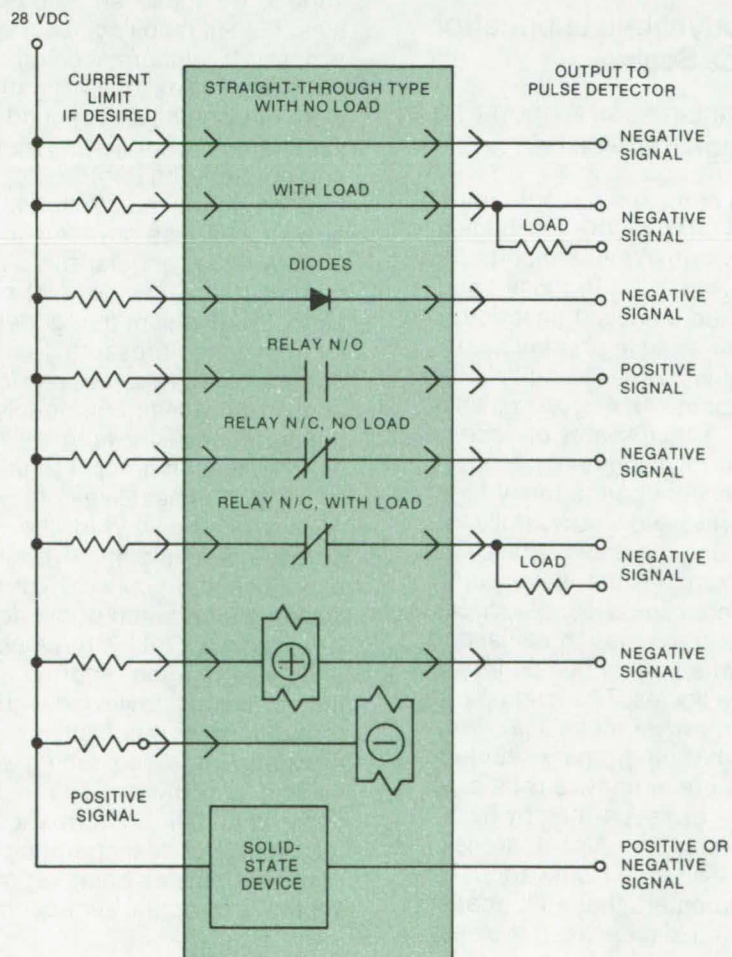 28 VDC
CURRENT
LIMIT
IF DESIRED
STRAIGHT-THROUGH TYPE
WITH NO LOAD
OUTPUT TO
PULSE DETECTOR
NEGATIVE
SIGNAL
WITH LOAD
LOAD
NEGATIVE
SIGNAL
DIODES
NEGATIVE
SIGNAL
RELAY N/O
POSITIVE
SIGNAL
RELAY N/C, NO LOAD
NEGATIVE
SIGNAL
RELAY N/C, WITH LOAD
LOAD
NEGATIVE
SIGNAL
+
NEGATIVE
SIGNAL
−
POSITIVE
SIGNAL
SOLID-
STATE
DEVICE
POSITIVE OR
NEGATIVE
SIGNAL